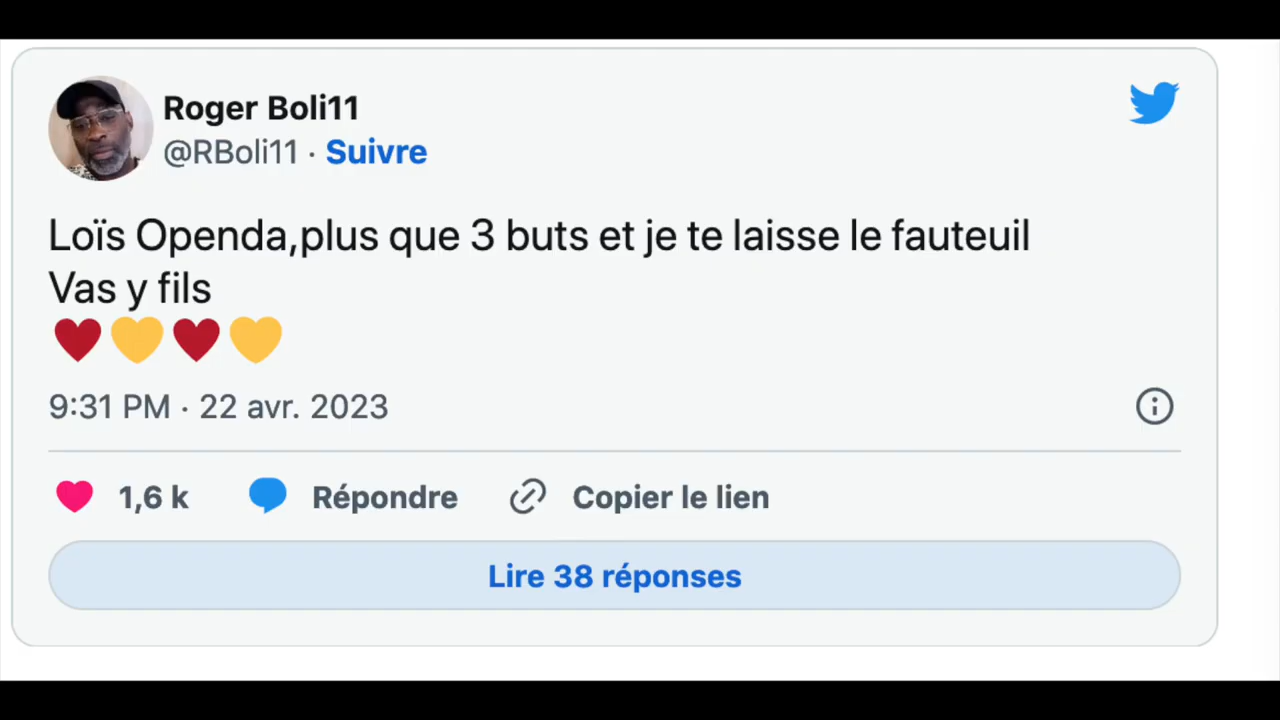 Roger Boli11
@RBoli11 · Suivre
Loïs Openda,plus que 3 buts et je te laisse le fauteuil
Vas y fils
❤️💛❤️💛
9:31 PM · 22 avr. 2023
1,6 k Répondre Copier le lien
Lire 38 réponses